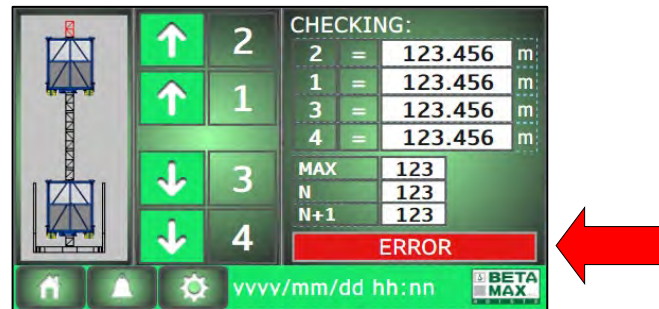 CHECKING:
2
2 = 123.456 m
1
1 = 123.456 m
3 = 123.456 m
4 = 123.456 m
3
MAX 123
N 123
N+1 123
4
ERROR
yyyy/mm/dd hh:nn
BETA
MAX
HOISTS